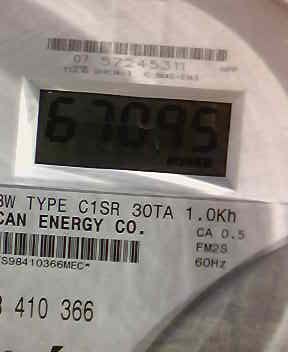 07 57245311
67095
3W TYPE C1SR 30TA 1.0Kh
CAN ENERGY CO.
CA 0.5
FM2S
60Hz
S98410366MEC*
410 366